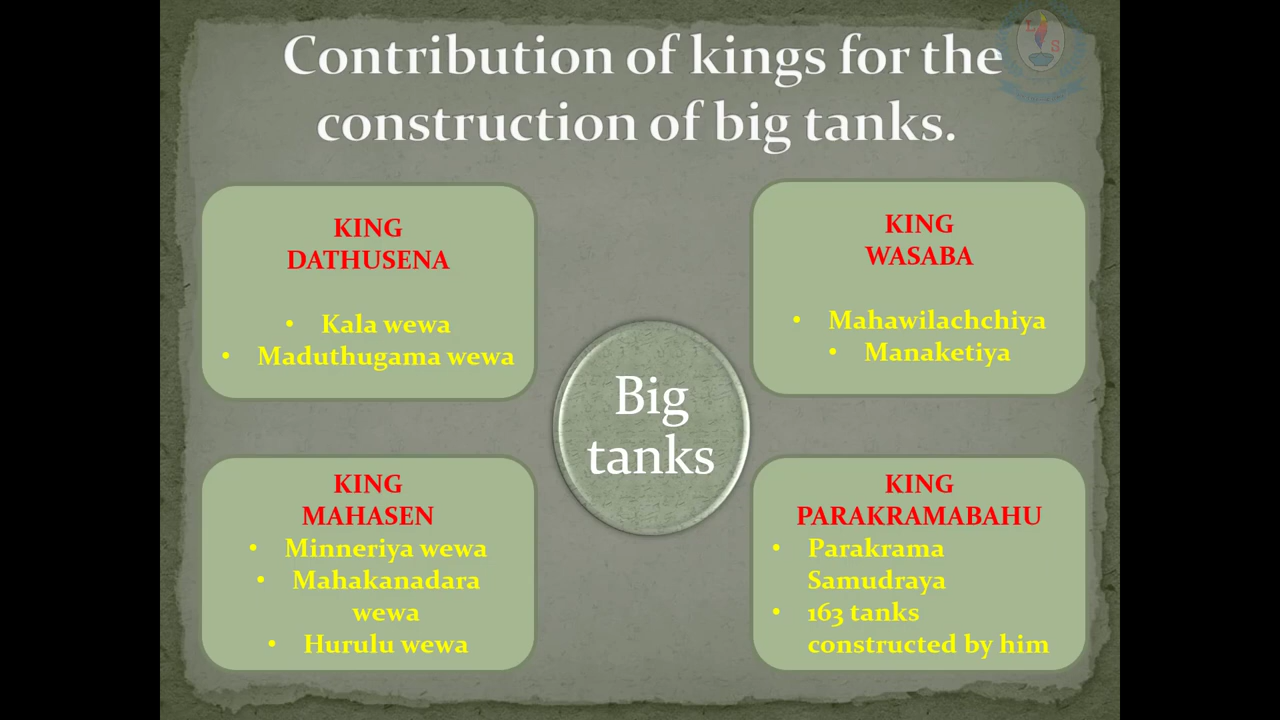 Contribution of kings for the
construction of big tanks.
KING
DATHUSENA
• Kala wewa
• Maduthugama wewa
KING
WASABA
• Mahawilachchiya
• Manaketiya
Big
tanks
KING
MAHASEN
• Minneriya wewa
• Mahakanadara
wewa
• Hurulu wewa
KING
PARAKRAMABAHU
• Parakrama
Samudraya
• 163 tanks
constructed by him
L
S